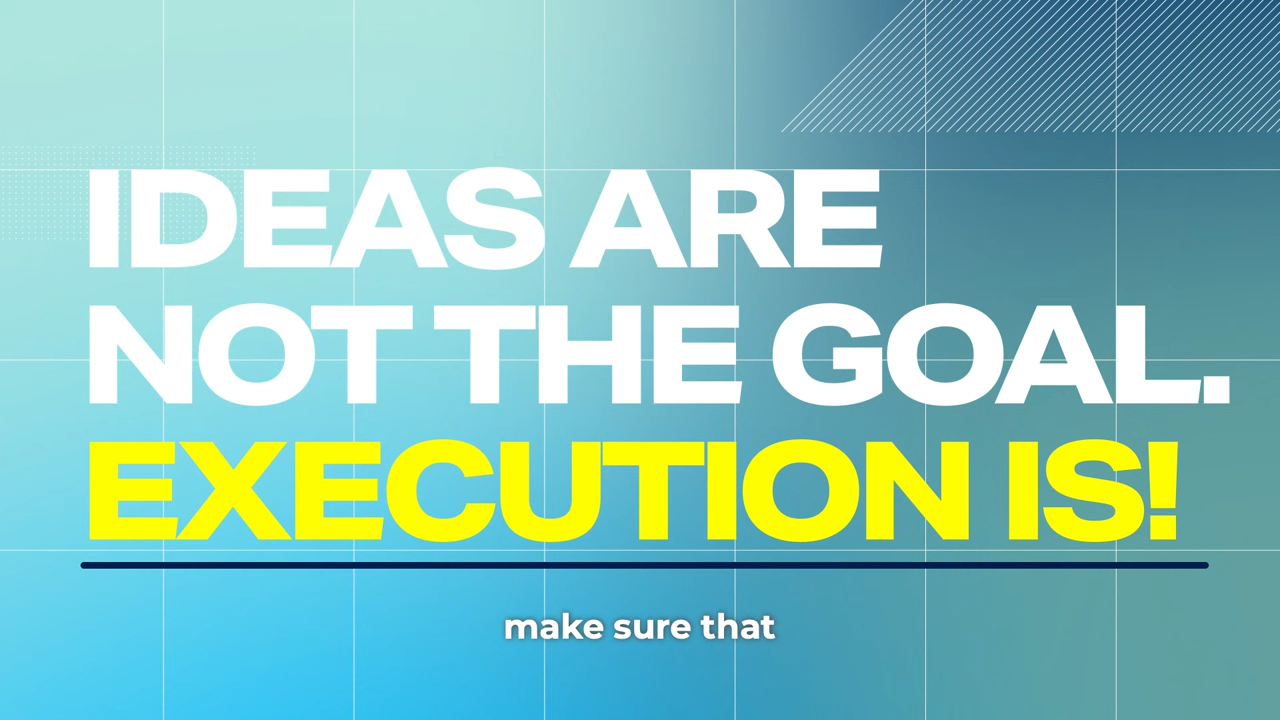 IDEAS ARE
NOT THE GOAL.
EXECUTION IS!
make sure that